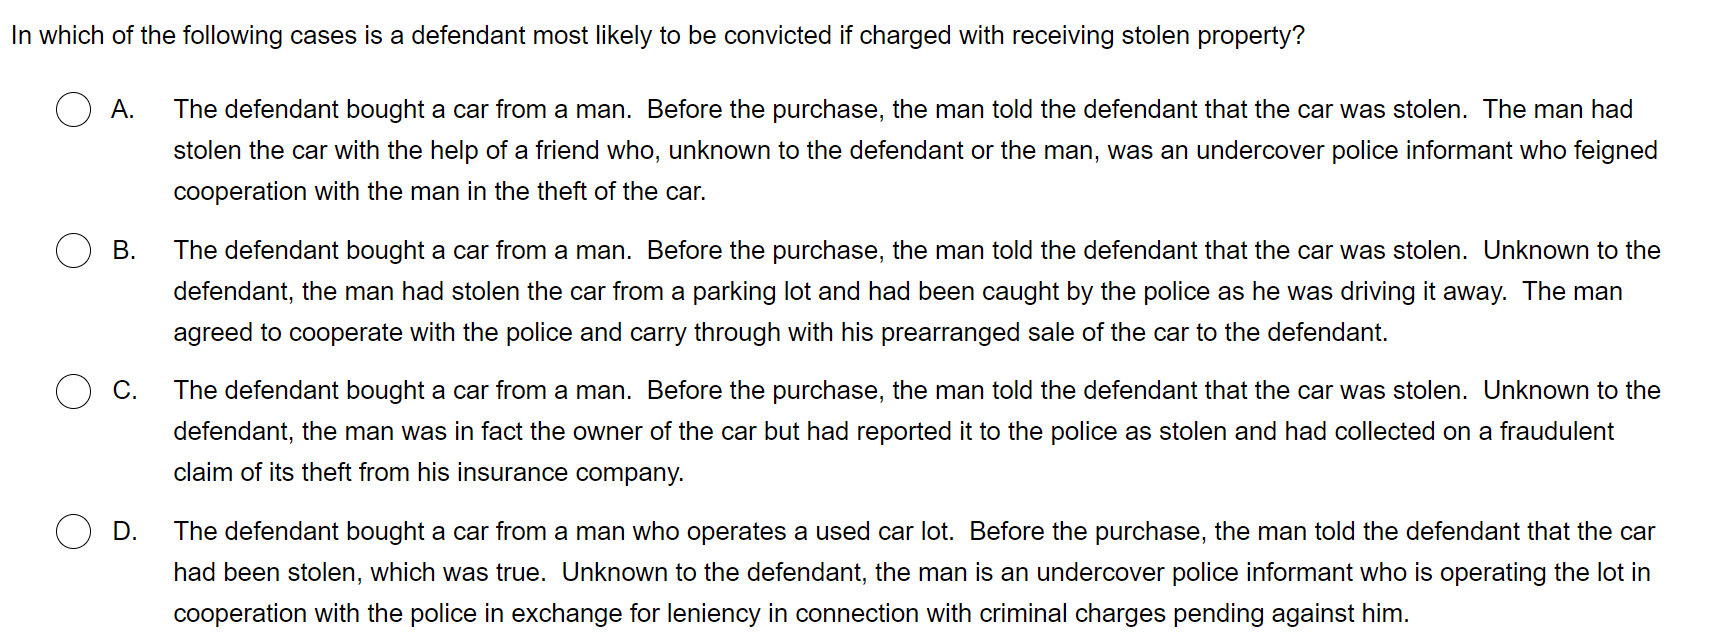 In which of the following cases is a defendant most likely to be convicted if charged with receiving stolen property?
A. The defendant bought a car from a man. Before the purchase, the man told the defendant that the car was stolen. The man had
stolen the car with the help of a friend who, unknown to the defendant or the man, was an undercover police informant who feigned
cooperation with the man in the theft of the car.
B. The defendant bought a car from a man. Before the purchase, the man told the defendant that the car was stolen. Unknown to the
defendant, the man had stolen the car from a parking lot and had been caught by the police as he was driving it away. The man
agreed to cooperate with the police and carry through with his prearranged sale of the car to the defendant.
C. The defendant bought a car from a man. Before the purchase, the man told the defendant that the car was stolen. Unknown to the
defendant, the man was in fact the owner of the car but had reported it to the police as stolen and had collected on a fraudulent
claim of its theft from his insurance company.
D. The defendant bought a car from a man who operates a used car lot. Before the purchase, the man told the defendant that the car
had been stolen, which was true. Unknown to the defendant, the man is an undercover police informant who is operating the lot in
cooperation with the police in exchange for leniency in connection with criminal charges pending against him.